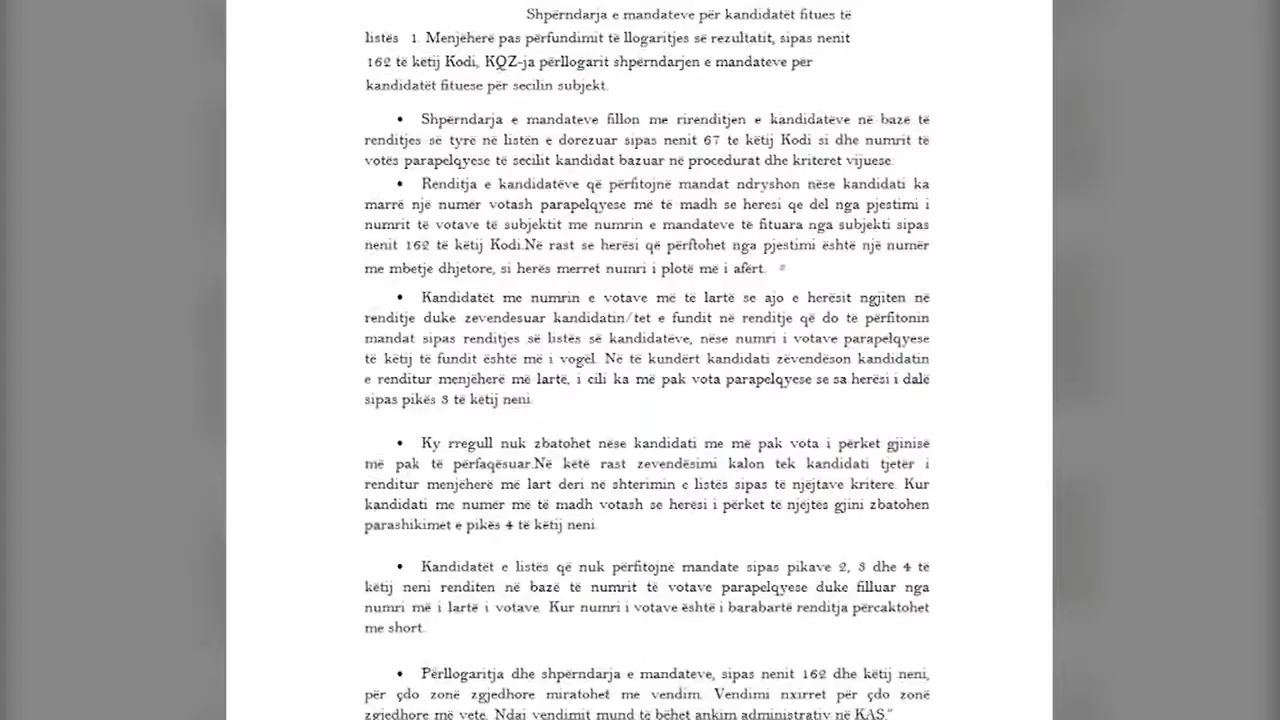 Shpërndarja e mandateve për kandidatët fitues të
listës 1. Menjëherë pas përfundimit të llogaritjes së rezultatit, sipas nenit
162 të këtij Kodi, KQZ-ja përllogarit shpërndarjen e mandateve për
kandidatët fituese për secilin subjekt.
• Shpërndarja e mandateve fillon me rirenditjen e kandidatëve në bazë të
renditjes së tyrë në listën e dorezuar sipas nenit 67 te këtij Kodi si dhe numrit të
votës parapelqyese të secilit kandidat bazuar në procedurat dhe kriteret vijuese.
• Renditja e kandidatëve që përfitojnë mandat ndryshon nëse kandidati ka
marrë një numër votash parapelqyese më të madh se heresi qe del nga pjestimi i
numrit të votave të subjektit me numrin e mandateve të fituara nga subjekti sipas
nenit 162 të këtij Kodi.Në rast se herësi që përftohet nga pjestimi është një numër
me mbetje dhjetore, si herës merret numri i plotë më i afërt.
• Kandidatët me numrin e votave më të lartë se ajo e herësit ngjiten në
renditje duke zevendesuar kandidatin/tet e fundit në renditje që do të përfitonin
mandat sipas renditjes së listës së kandidatëve, nëse numri i votave parapelqyese
të këtij të fundit është më i vogël. Në të kundërt kandidati zëvendëson kandidatin
e renditur menjëherë më lartë, i cili ka më pak vota parapelqyese se sa herësi i dalë
sipas pikës 3 të këtij neni.
• Ky rregull nuk zbatohet nëse kandidati me më pak vota i përket gjinisë
më pak të përfaqësuar.Në këtë rast zevendësimi kalon tek kandidati tjetër i
renditur menjëherë më lart deri në shterimin e listës sipas të njëjtave kritere. Kur
kandidati me numër më të madh votash se herësi i përket të njëjtës gjini zbatohen
parashikimet e pikës 4 të këtij neni.
• Kandidatët e listës që nuk përfitojnë mandate sipas pikave 2, 3 dhe 4 të
këtij neni renditen në bazë të numrit të votave parapelqyese duke filluar nga
numri më i lartë i votave. Kur numri i votave është i barabartë renditja përcaktohet
me short.
• Përllogaritja dhe shpërndarja e mandateve, sipas nenit 162 dhe këtij neni,
për çdo zonë zgjedhore miratohet me vendim. Vendimi nxirret për çdo zonë
zgjedhore më vete. Ndaj vendimit mund të bëhet ankim administrativ në KAS."